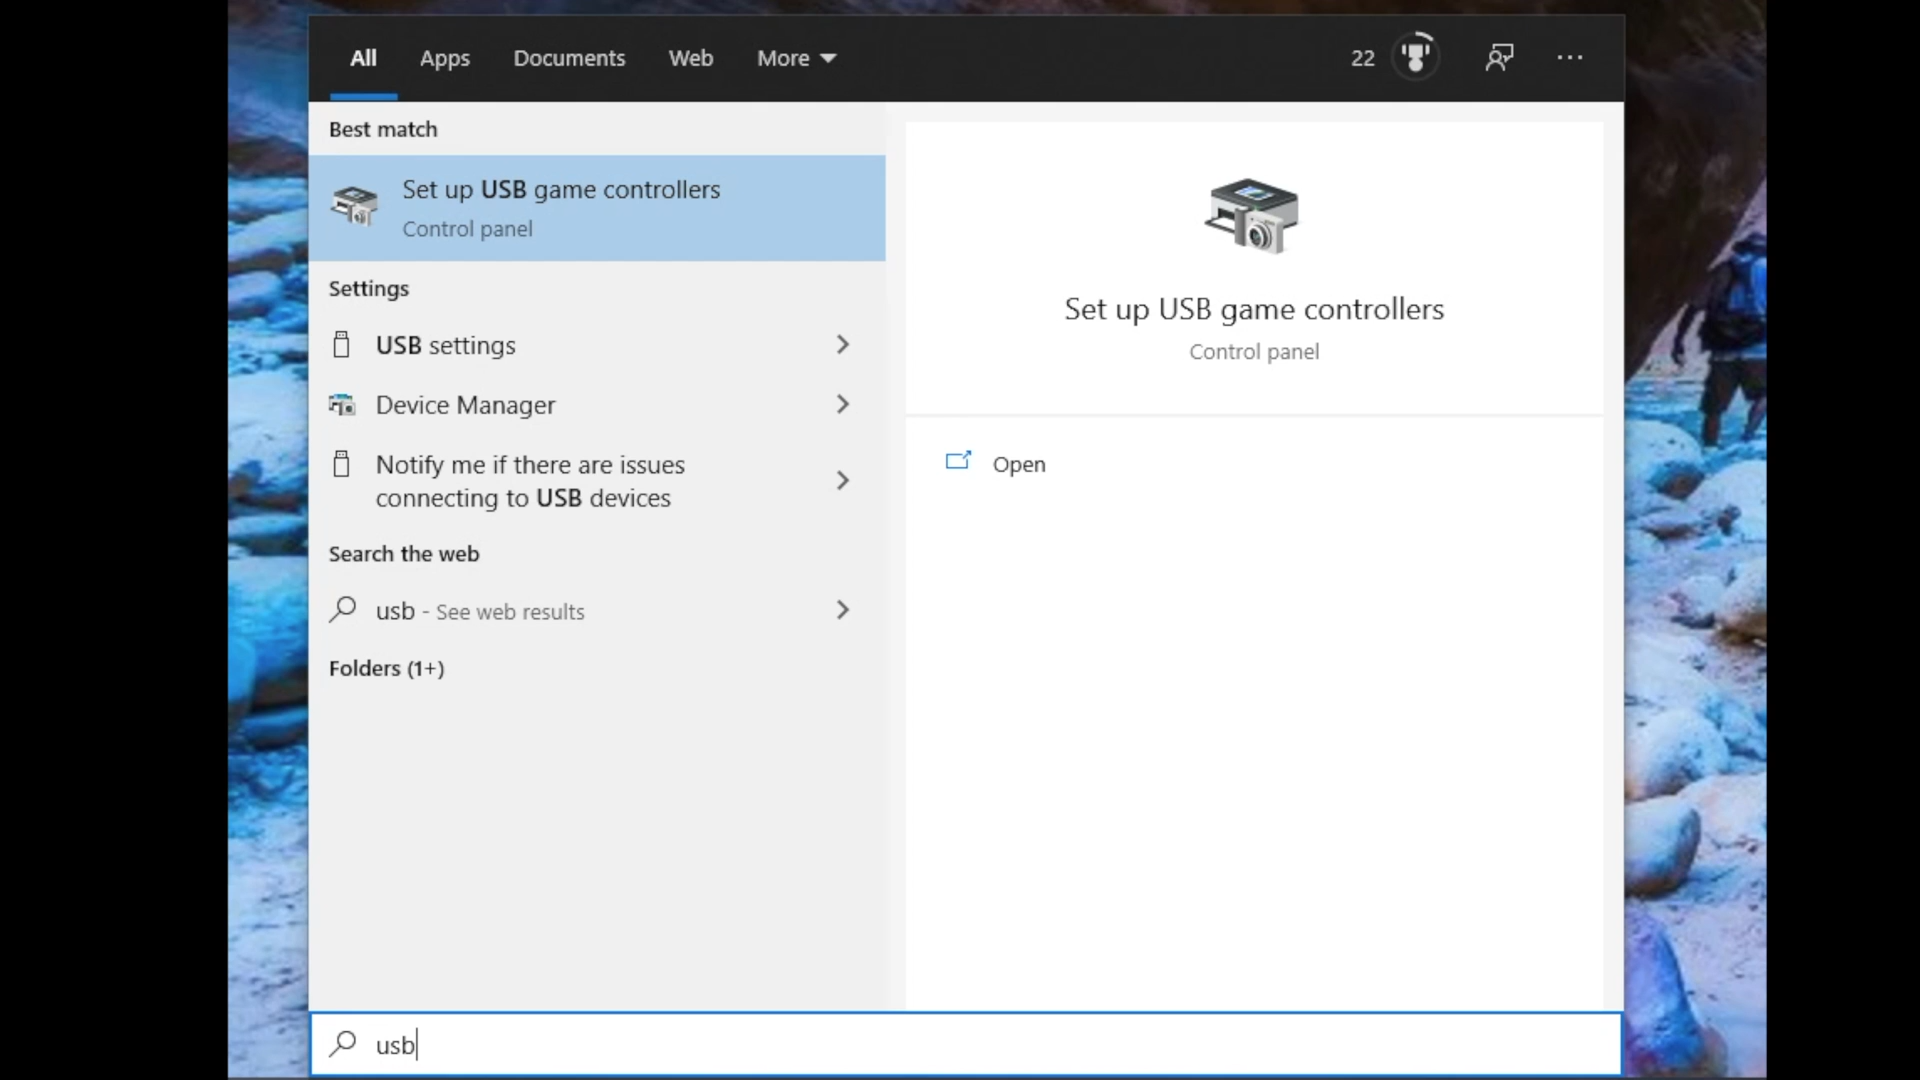 All Apps Documents Web More 22
Best match
Set up USB game controllers
Control panel
Settings
USB settings
Device Manager
Notify me if there are issues
connecting to USB devices
Search the web
usb - See web results
Folders (1+)
Set up USB game controllers
Control panel
Open
usb